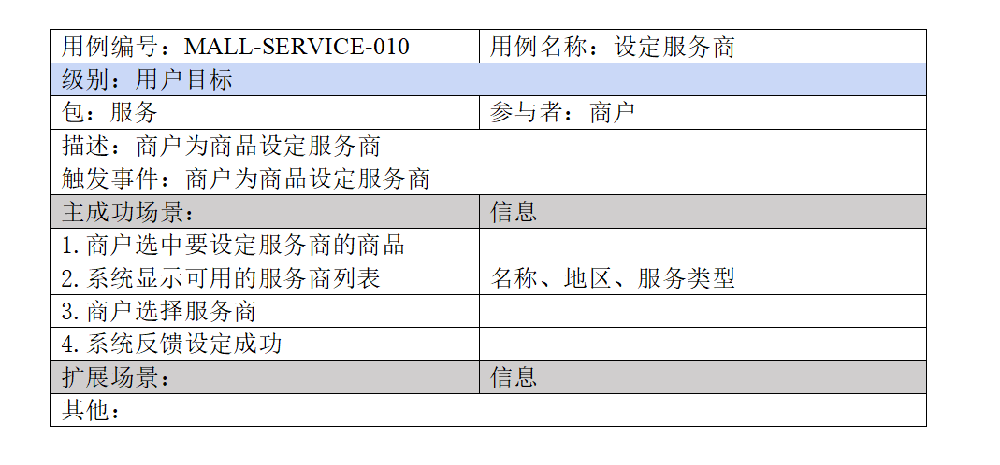 用例编号：MALL-SERVICE-010 用例名称：设定服务商
级别：用户目标
包：服务 参与者：商户
描述：商户为商品设定服务商
触发事件：商户为商品设定服务商
主成功场景： 信息
1.商户选中要设定服务商的商品
2.系统显示可用的服务商列表 名称、地区、服务类型
3.商户选择服务商
4.系统反馈设定成功
扩展场景： 信息
其他：